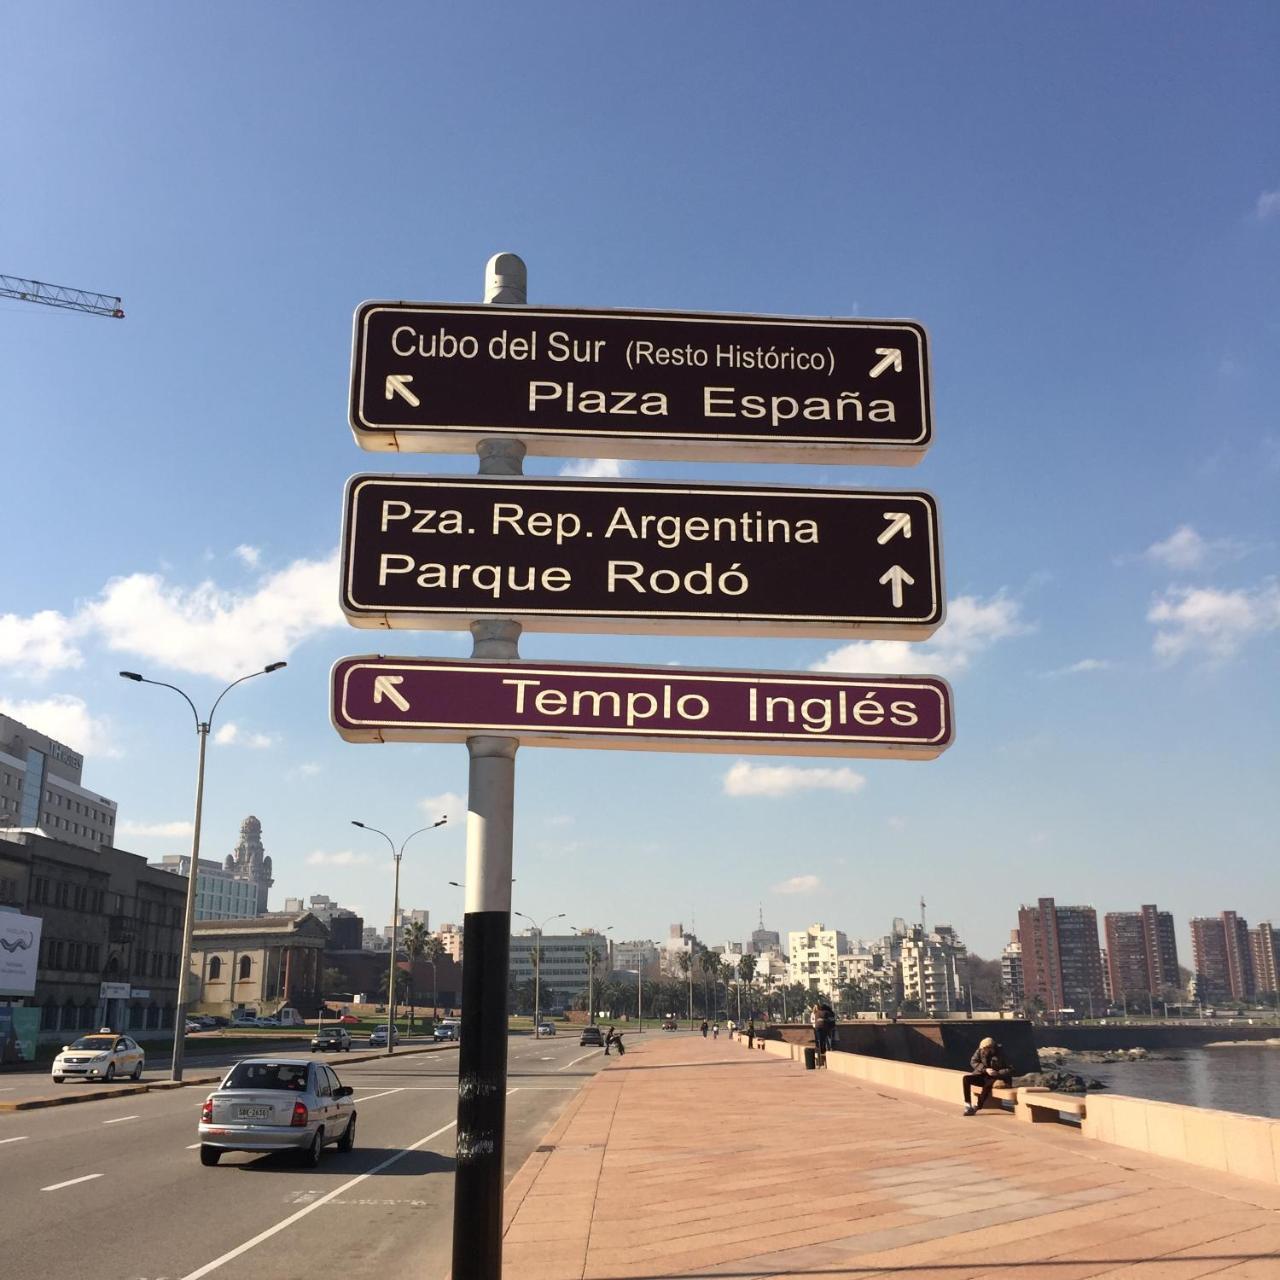 Cubo del Sur (Resto Histórico)
Plaza España
Pza. Rep. Argentina
Parque Rodó
Templo Inglés